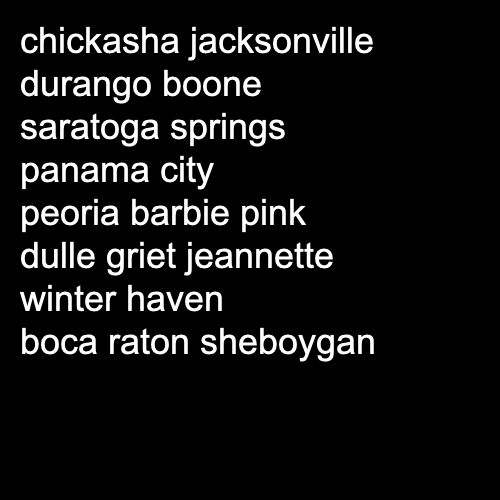 chickasha jacksonville
durango boone
saratoga springs
panama city
peoria barbie pink
dulle griet jeannette
winter haven
boca raton sheboygan